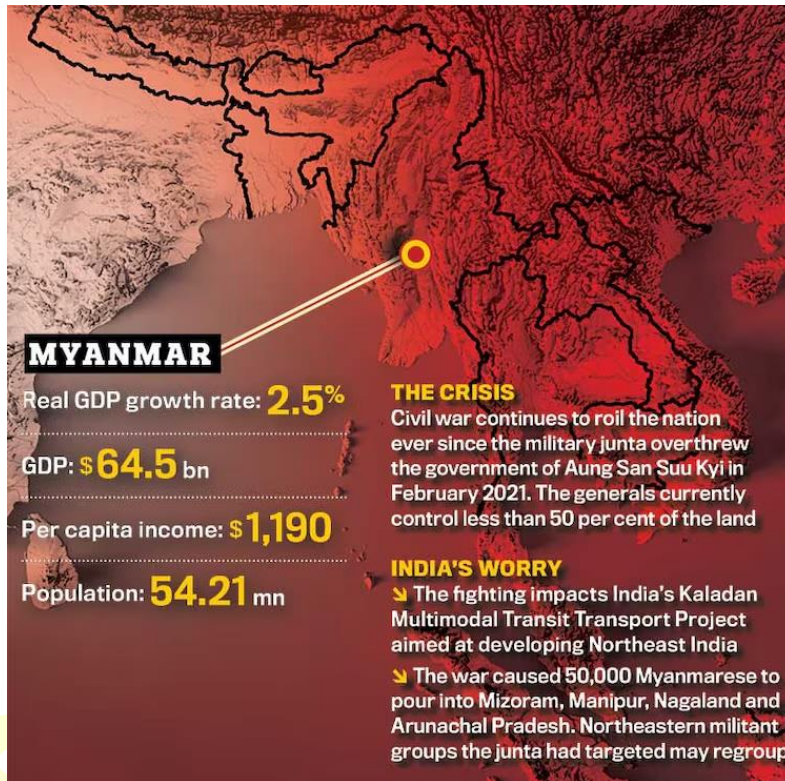 MYANMAR
Real GDP growth rate: 2.5%
GDP: $64.5 bn
Per capita income: $1,190
Population: 54.21 mn
THE CRISIS
Civil war continues to roil the nation
ever since the military junta overthrew
the government of Aung San Suu Kyi in
February 2021. The generals currently
control less than 50 per cent of the land
INDIA'S WORRY
↘ The fighting impacts India's Kaladan
Multimodal Transit Transport Project
aimed at developing Northeast India
↘ The war caused 50,000 Myanmarese to
pour into Mizoram, Manipur, Nagaland and
Arunachal Pradesh. Northeastern militant
groups the junta had targeted may regroup